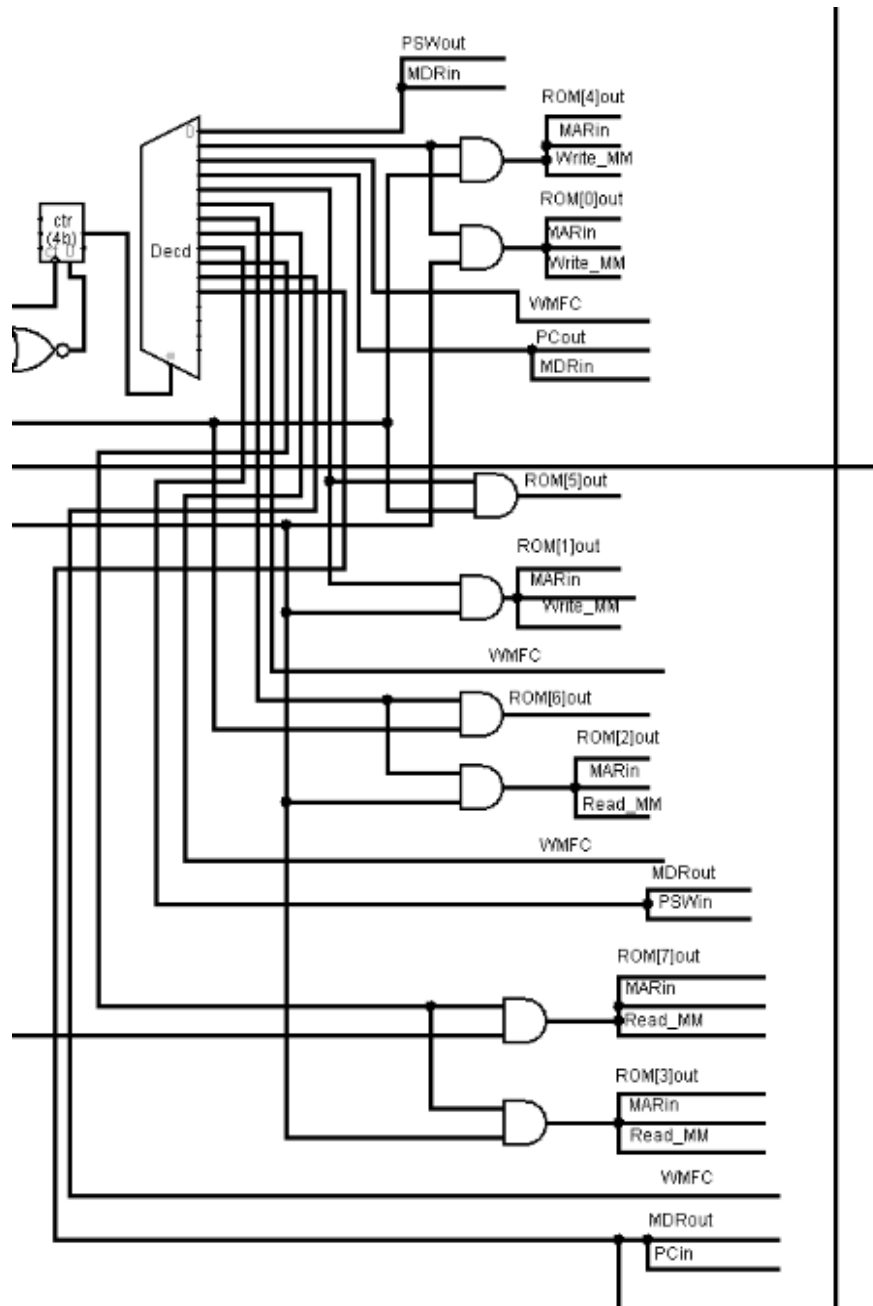 PSWout
MDRin
ROM[4]out
MARin
Write_MM
ROM[0]out
MARin
Write_MM
ctr
(4b)
Decd
WMFC
PCout
MDRin
ROM[5]out
ROM[1]out
MARin
Write_MM
WMFC
ROM[6]out
ROM[2]out
MARin
Read_MM
WMFC
MDRout
PSWin
ROM[7]out
MARin
Read_MM
ROM[3]out
MARin
Read_MM
WMFC
MDRout
PCin